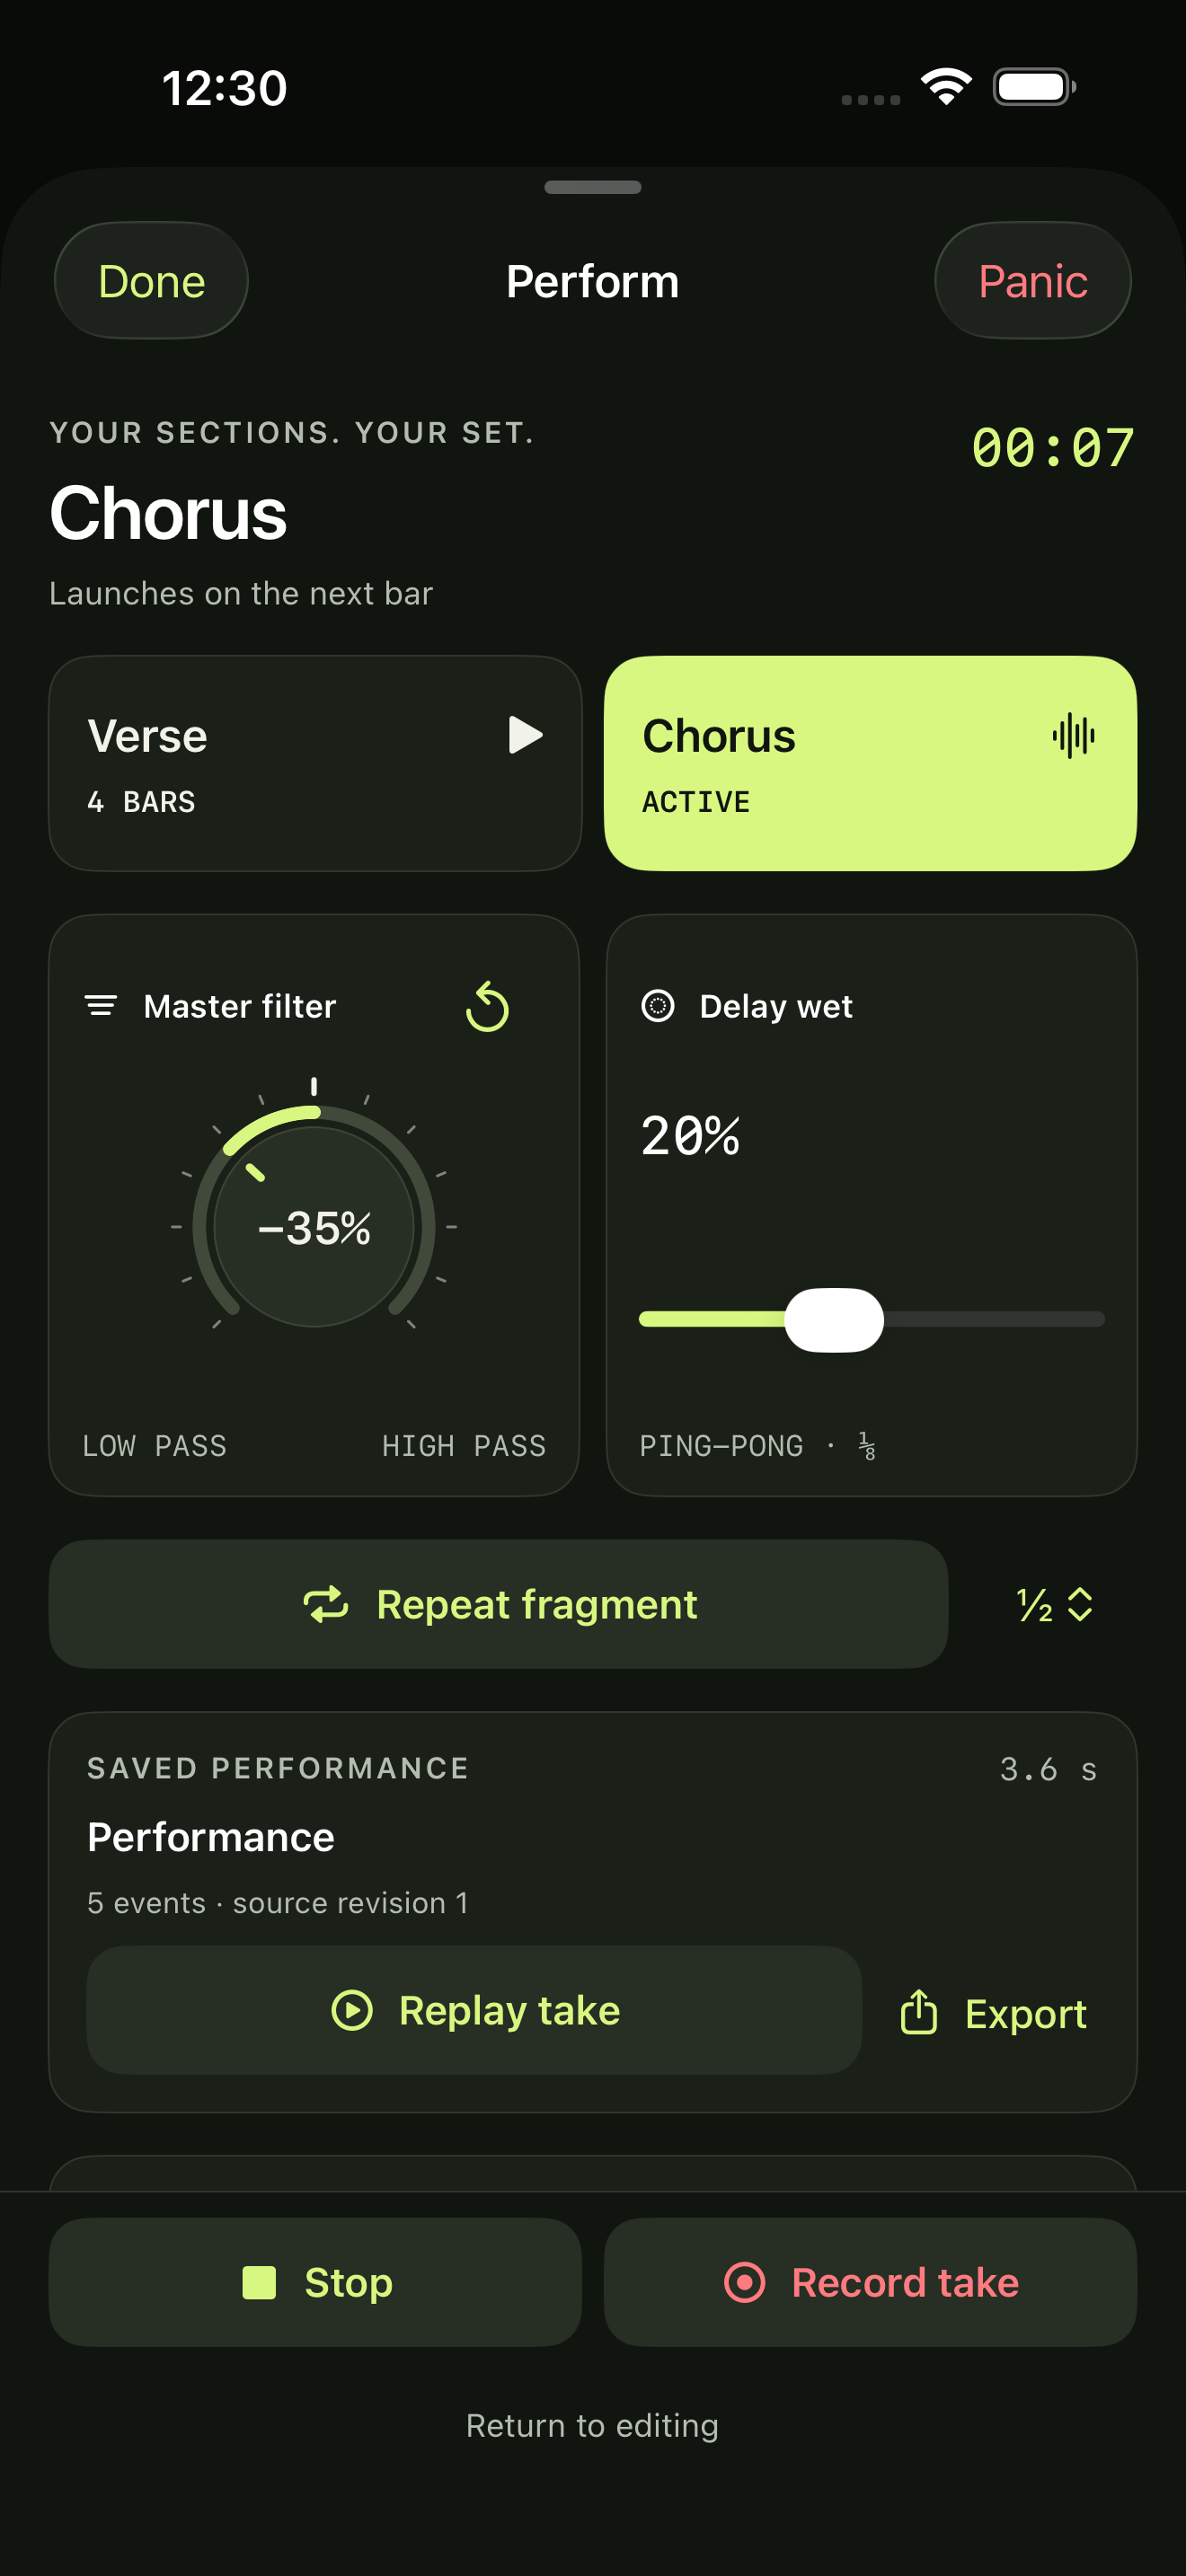 12:30
Done
Perform
Panic
YOUR SECTIONS. YOUR SET.
00:07
Chorus
Launches on the next bar
Verse
4 BARS
Chorus
ACTIVE
Master filter
−35%
LOW PASS
HIGH PASS
Delay wet
20%
PING–PONG · ⅛
Repeat fragment
½
SAVED PERFORMANCE
3.6 s
Performance
5 events · source revision 1
Replay take
Export
Stop
Record take
Return to editing